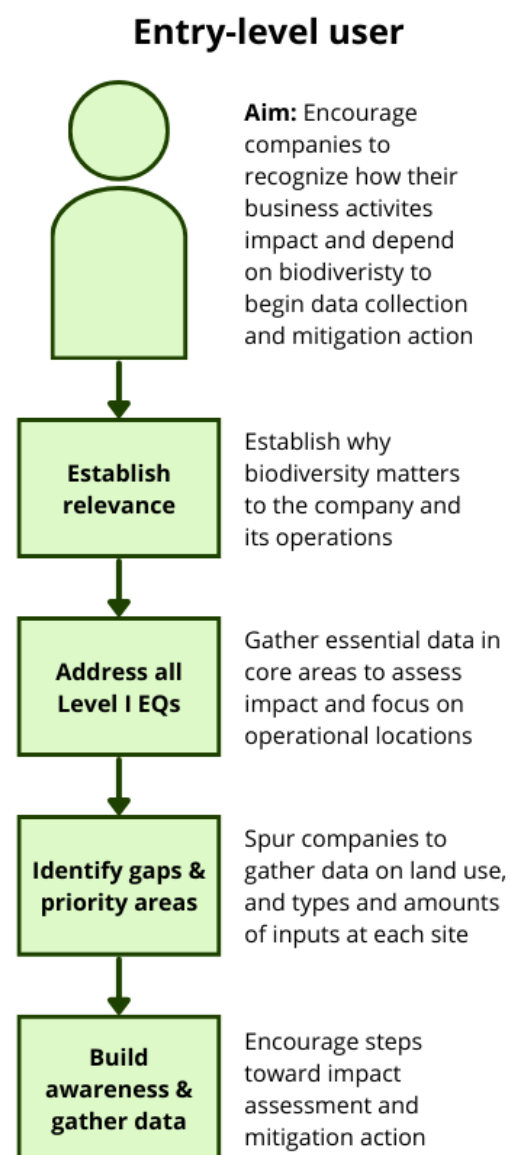 Entry-level user
Aim: Encourage
companies to
recognize how their
business activites
impact and depend
on biodiveristy to
begin data collection
and mitigation action
Establish
relevance
Establish why
biodiversity matters
to the company and
its operations
Address all
Level I EQs
Gather essential data in
core areas to assess
impact and focus on
operational locations
Identify gaps &
priority areas
Spur companies to
gather data on land use,
and types and amounts
of inputs at each site
Build
awareness &
gather data
Encourage steps
toward impact
assessment and
mitigation action